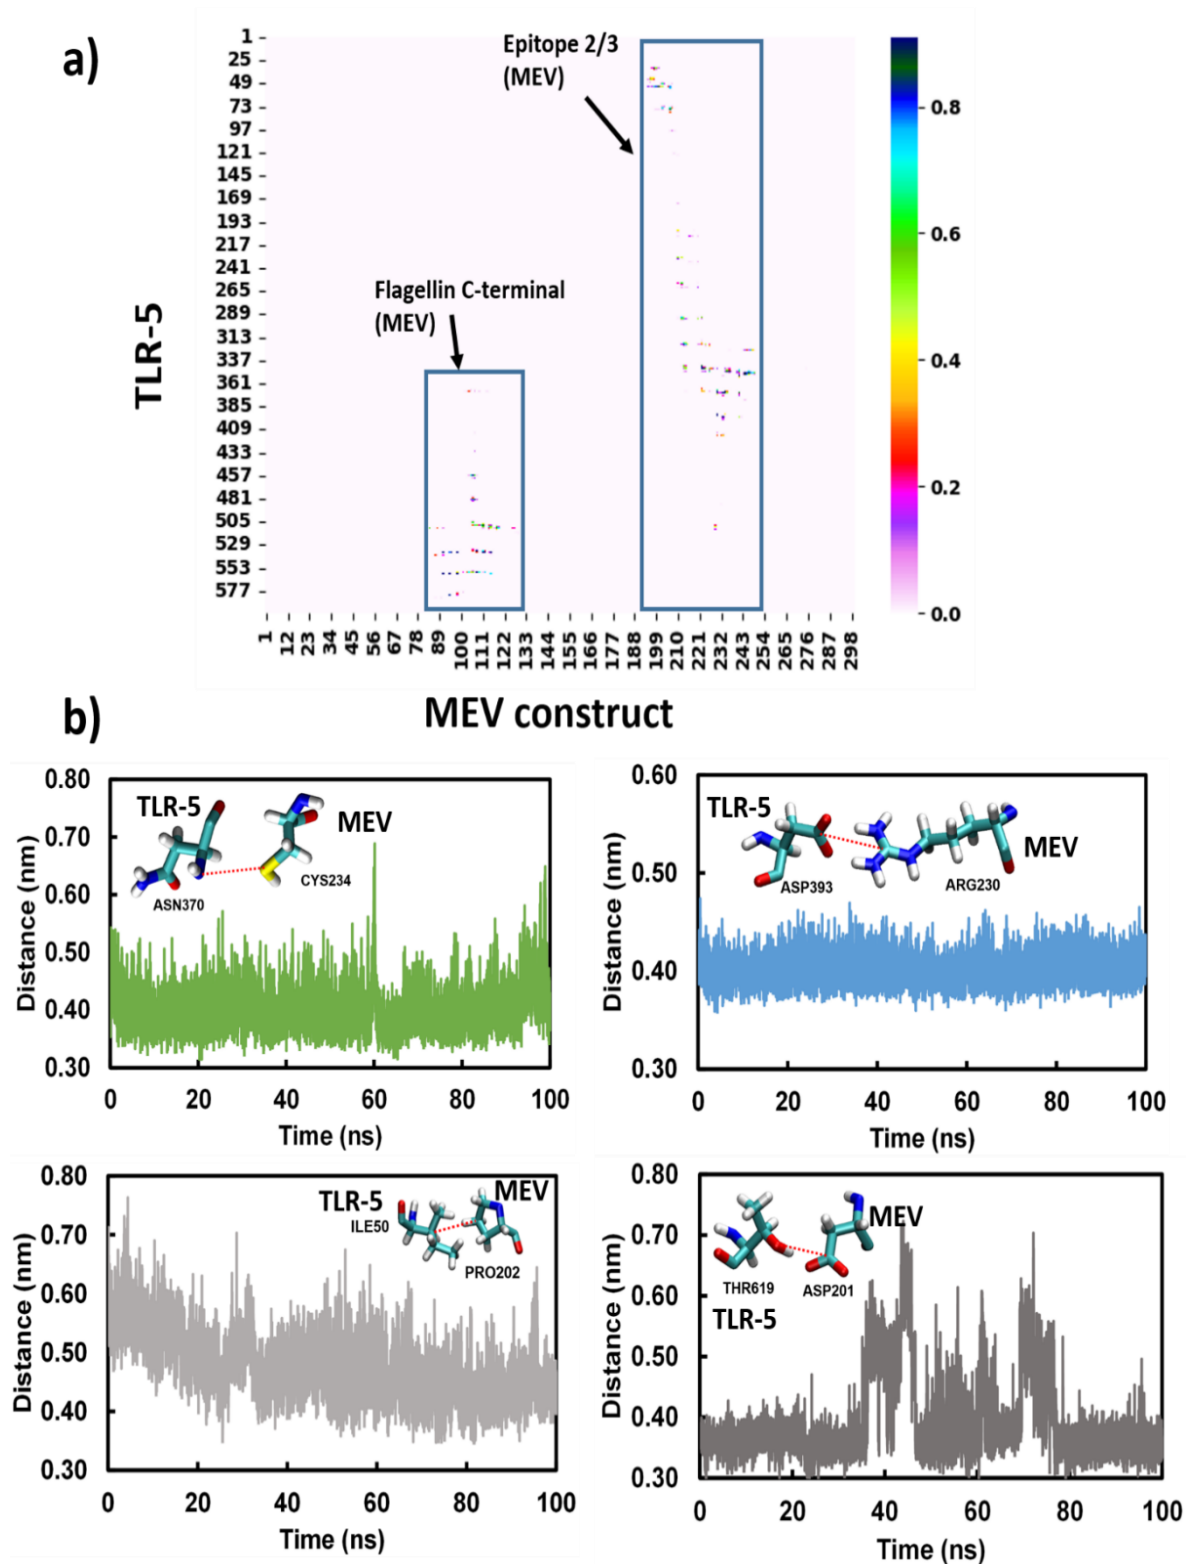 a)
1
25
49
73
97
121
145
169
193
217
241
265
289
313
337
361
385
409
433
457
481
505
529
553
577
TLR-5
Epitope 2/3
(MEV)
Flagellin C-terminal
(MEV)
0.8
0.6
0.4
0.2
0.0
1 12 23 34 45 56 67 78 89 100 111 122 133 144 155 166 177 188 199 210 221 232 243 254 265 276 287 298
MEV construct
b)
0.80
0.70
0.60
0.50
0.40
0.30
Distance (nm)
TLR-5
MEV
ASN370
CYS234
0 20 40 60 80 100
Time (ns)
0.60
0.50
0.40
0.30
Distance (nm)
TLR-5
MEV
ASP393
ARG230
0 20 40 60 80 100
Time (ns)
0.80
0.70
0.60
0.50
0.40
0.30
Distance (nm)
TLR-5
MEV
ILE50
PRO202
0 20 40 60 80 100
Time (ns)
0.80
0.70
0.60
0.50
0.40
0.30
Distance (nm)
MEV
THR619
ASP201
TLR-5
0 20 40 60 80 100
Time (ns)